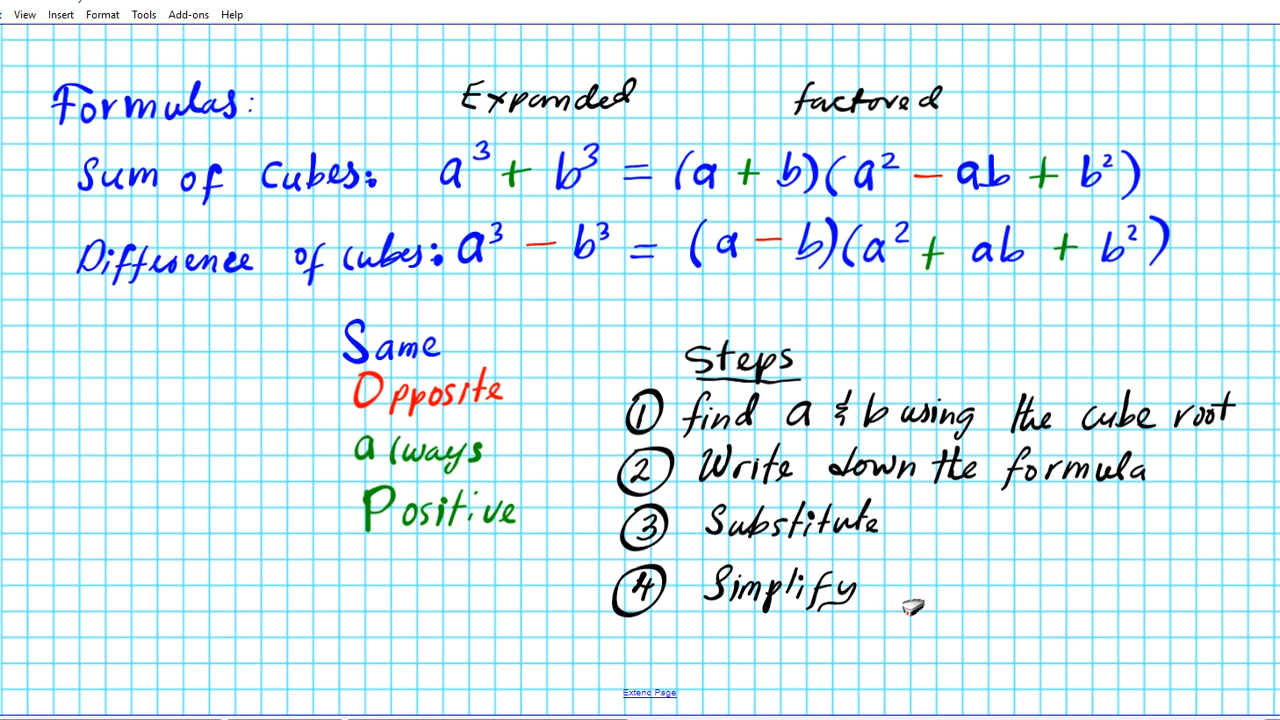 View Insert Format Tools Add-ons Help
Formulas: Expanded factored
Sum of Cubes: a³ + b³ = (a + b)(a² - ab + b²)
Difference of cubes: a³ - b³ = (a - b)(a² + ab + b²)
Same
Opposite
always
Positive
Steps
① find a & b using the cube root
② Write down the formula
③ Substitute
④ Simplify
Extend Page